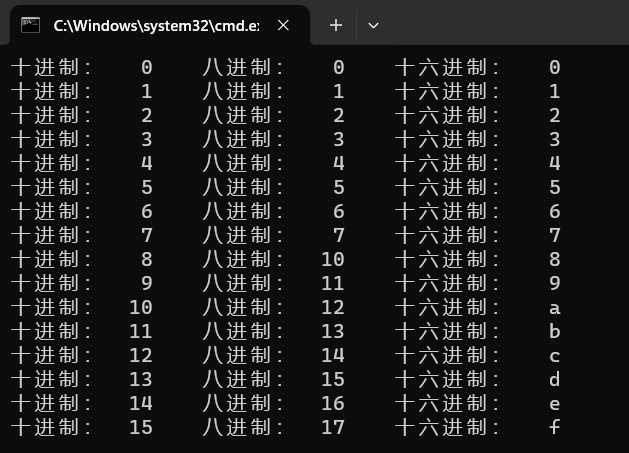 C:\Windows\system32\cmd.e
十进制： 0 八进制： 0 十六进制： 0
十进制： 1 八进制： 1 十六进制： 1
十进制： 2 八进制： 2 十六进制： 2
十进制： 3 八进制： 3 十六进制： 3
十进制： 4 八进制： 4 十六进制： 4
十进制： 5 八进制： 5 十六进制： 5
十进制： 6 八进制： 6 十六进制： 6
十进制： 7 八进制： 7 十六进制： 7
十进制： 8 八进制： 10 十六进制： 8
十进制： 9 八进制： 11 十六进制： 9
十进制： 10 八进制： 12 十六进制： a
十进制： 11 八进制： 13 十六进制： b
十进制： 12 八进制： 14 十六进制： c
十进制： 13 八进制： 15 十六进制： d
十进制： 14 八进制： 16 十六进制： e
十进制： 15 八进制： 17 十六进制： f